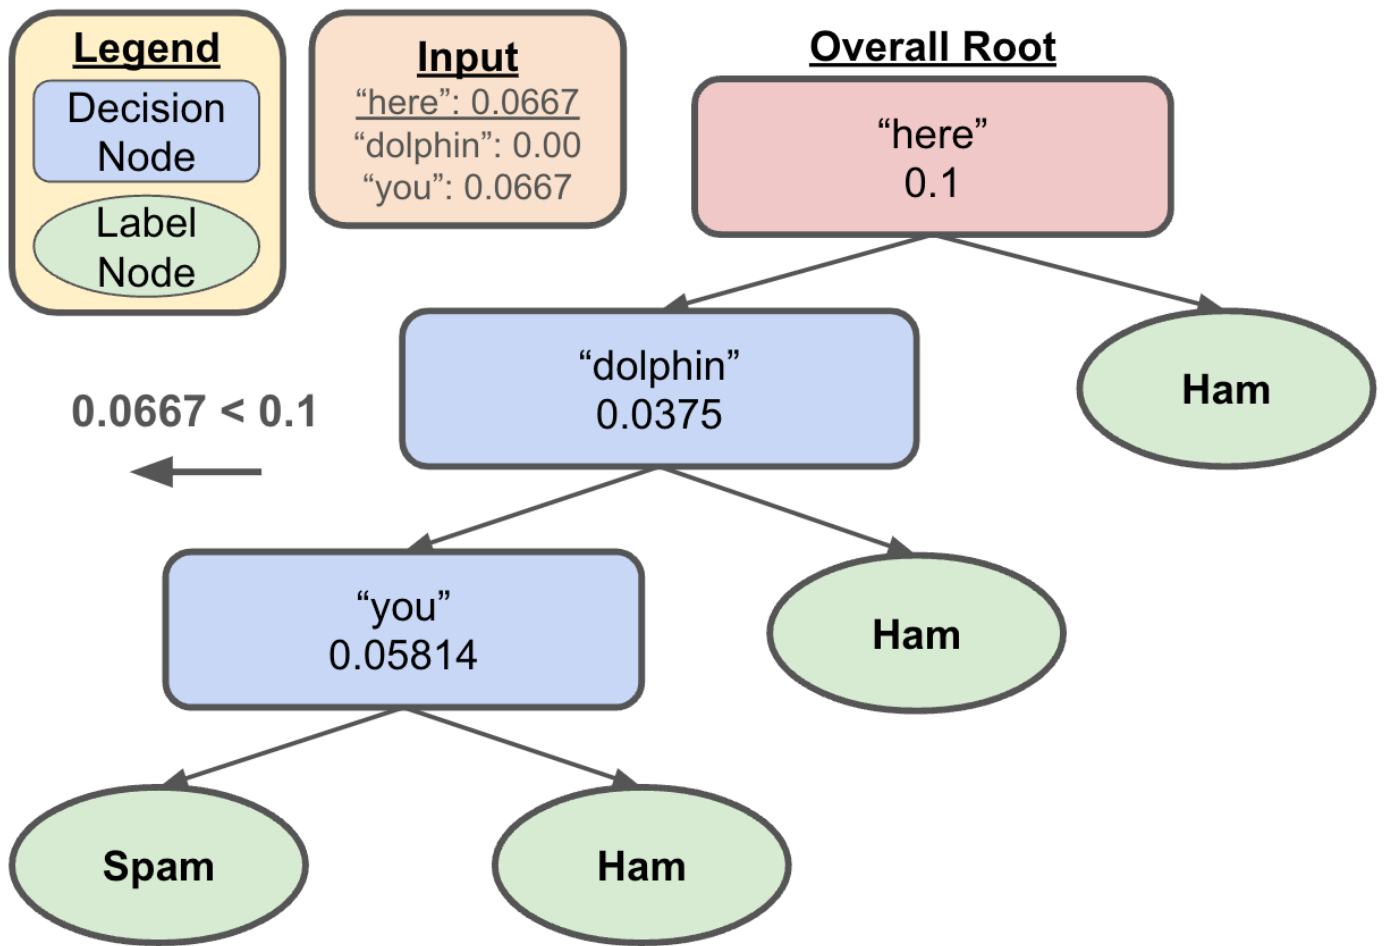 Legend
Decision
Node
Label
Node
Input
“here”: 0.0667
“dolphin”: 0.00
“you”: 0.0667
Overall Root
“here”
0.1
“dolphin”
0.0375
Ham
0.0667 < 0.1
“you”
0.05814
Ham
Spam
Ham